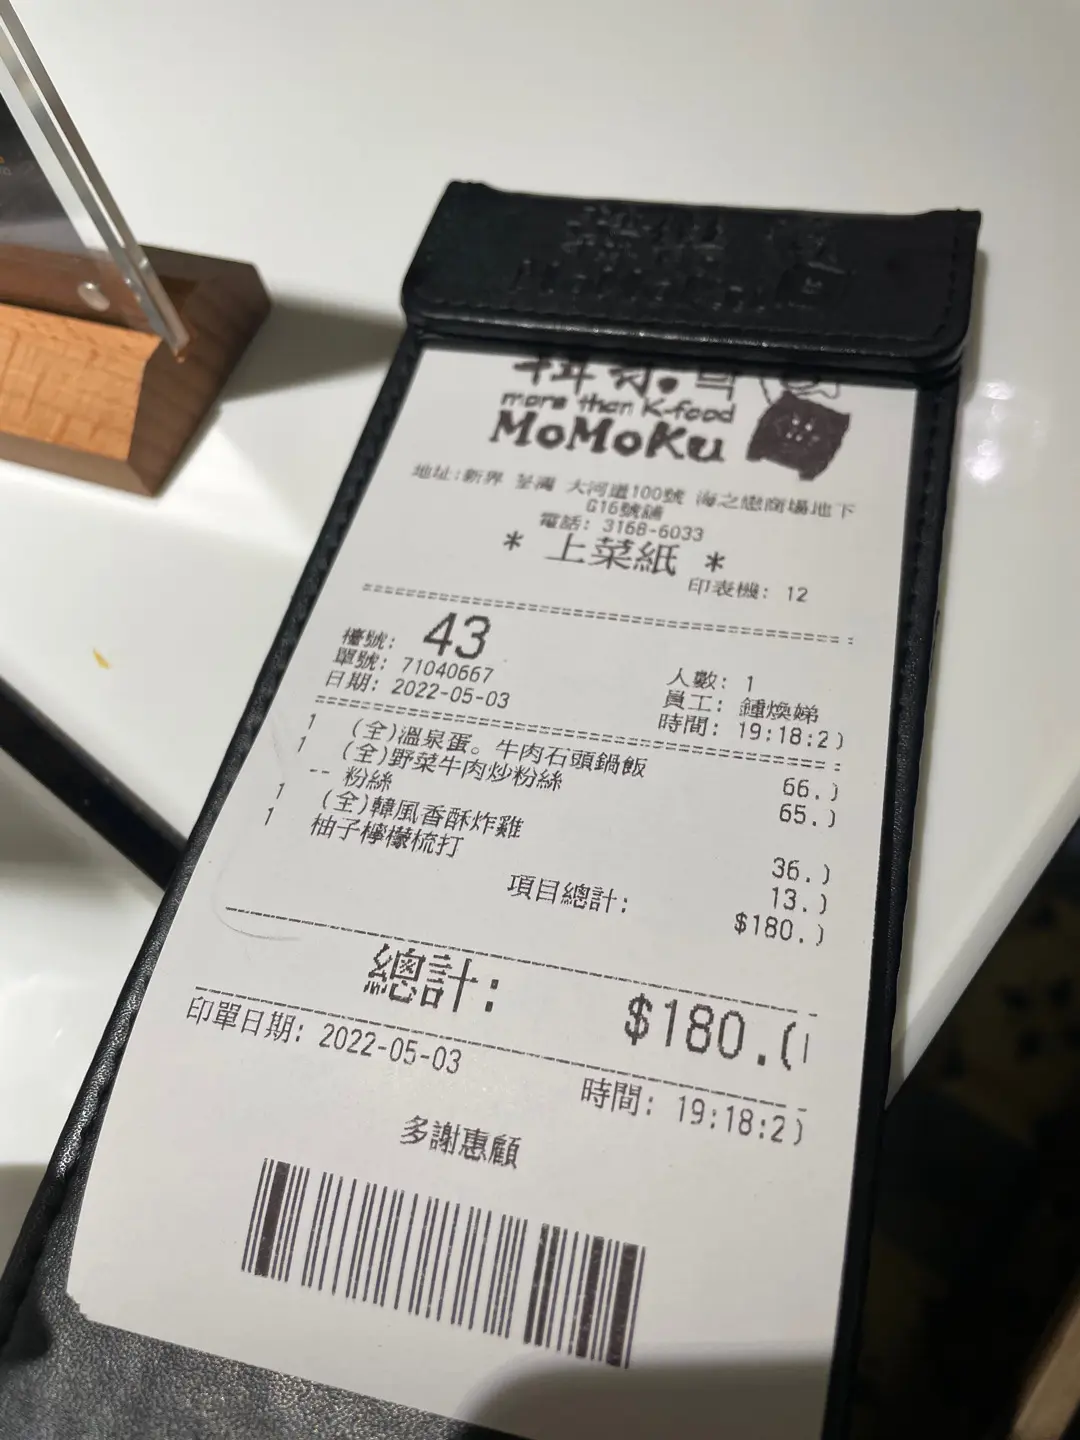 more than K-food
MoMoKu
地址:新界 荃灣 大河道100號 海之戀商場地下
G16號舖
電話: 3168-6033
* 上菜紙 *
印表機: 12
檯號: 43
單號: 71040667
人數: 1
日期: 2022-05-03
員工: 鍾煥娣
時間: 19:18:2
1 (全)溫泉蛋。牛肉石頭鍋飯 66.
1 (全)野菜牛肉炒粉絲 65.
-- 粉絲
1 (全)韓風香酥炸雞 36.
1 柚子檸檬梳打 13.
項目總計: $180.
總計: $180.
印單日期: 2022-05-03
時間: 19:18:2
多謝惠顧